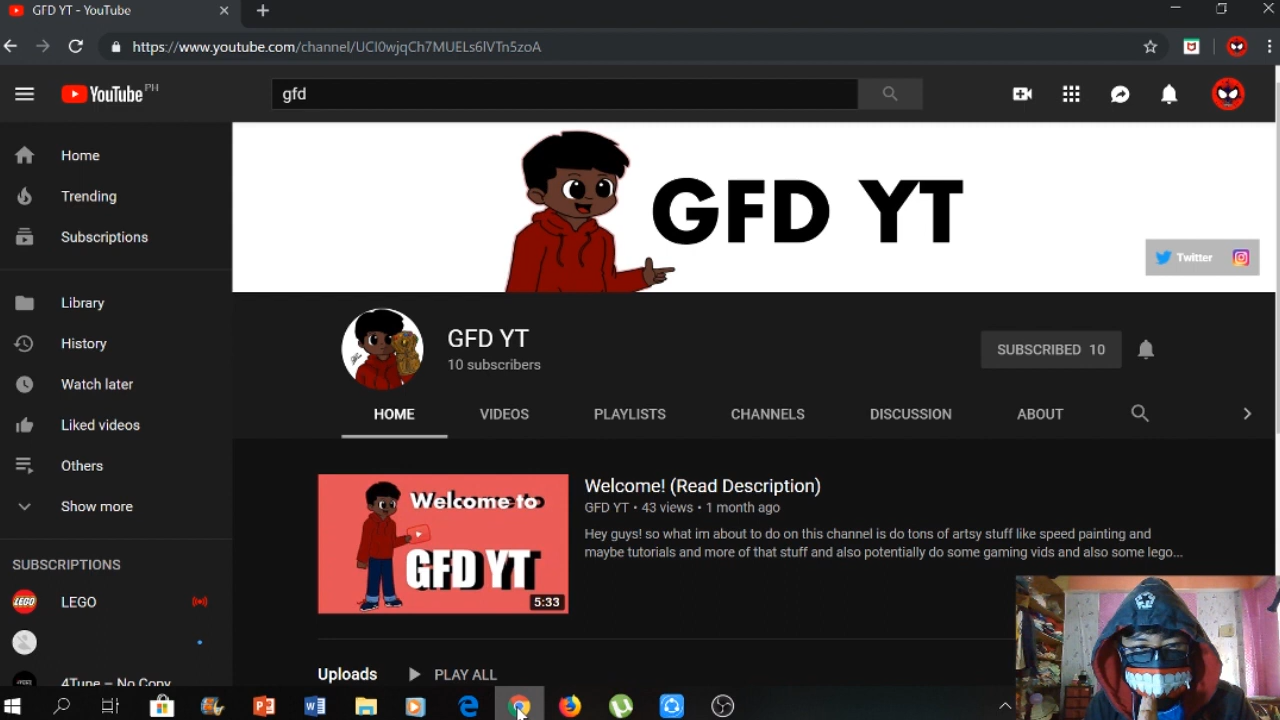 GFD YT - YouTube
https://www.youtube.com/channel/UCI0wjqCh7MUELs6lVTn5zoA
YouTube PH
gfd
Home
Trending
Subscriptions
Library
History
Watch later
Liked videos
Others
Show more
SUBSCRIPTIONS
LEGO
LEGO
4Tune – No Copy
GFD YT
Twitter
GFD YT
10 subscribers
SUBSCRIBED 10
HOME VIDEOS PLAYLISTS CHANNELS DISCUSSION ABOUT
Welcome to
GFD YT
5:33
Welcome! (Read Description)
GFD YT • 43 views • 1 month ago
Hey guys! so what im about to do on this channel is do tons of artsy stuff like speed painting and
maybe tutorials and more of that stuff and also potentially do some gaming vids and also some lego...
Uploads PLAY ALL